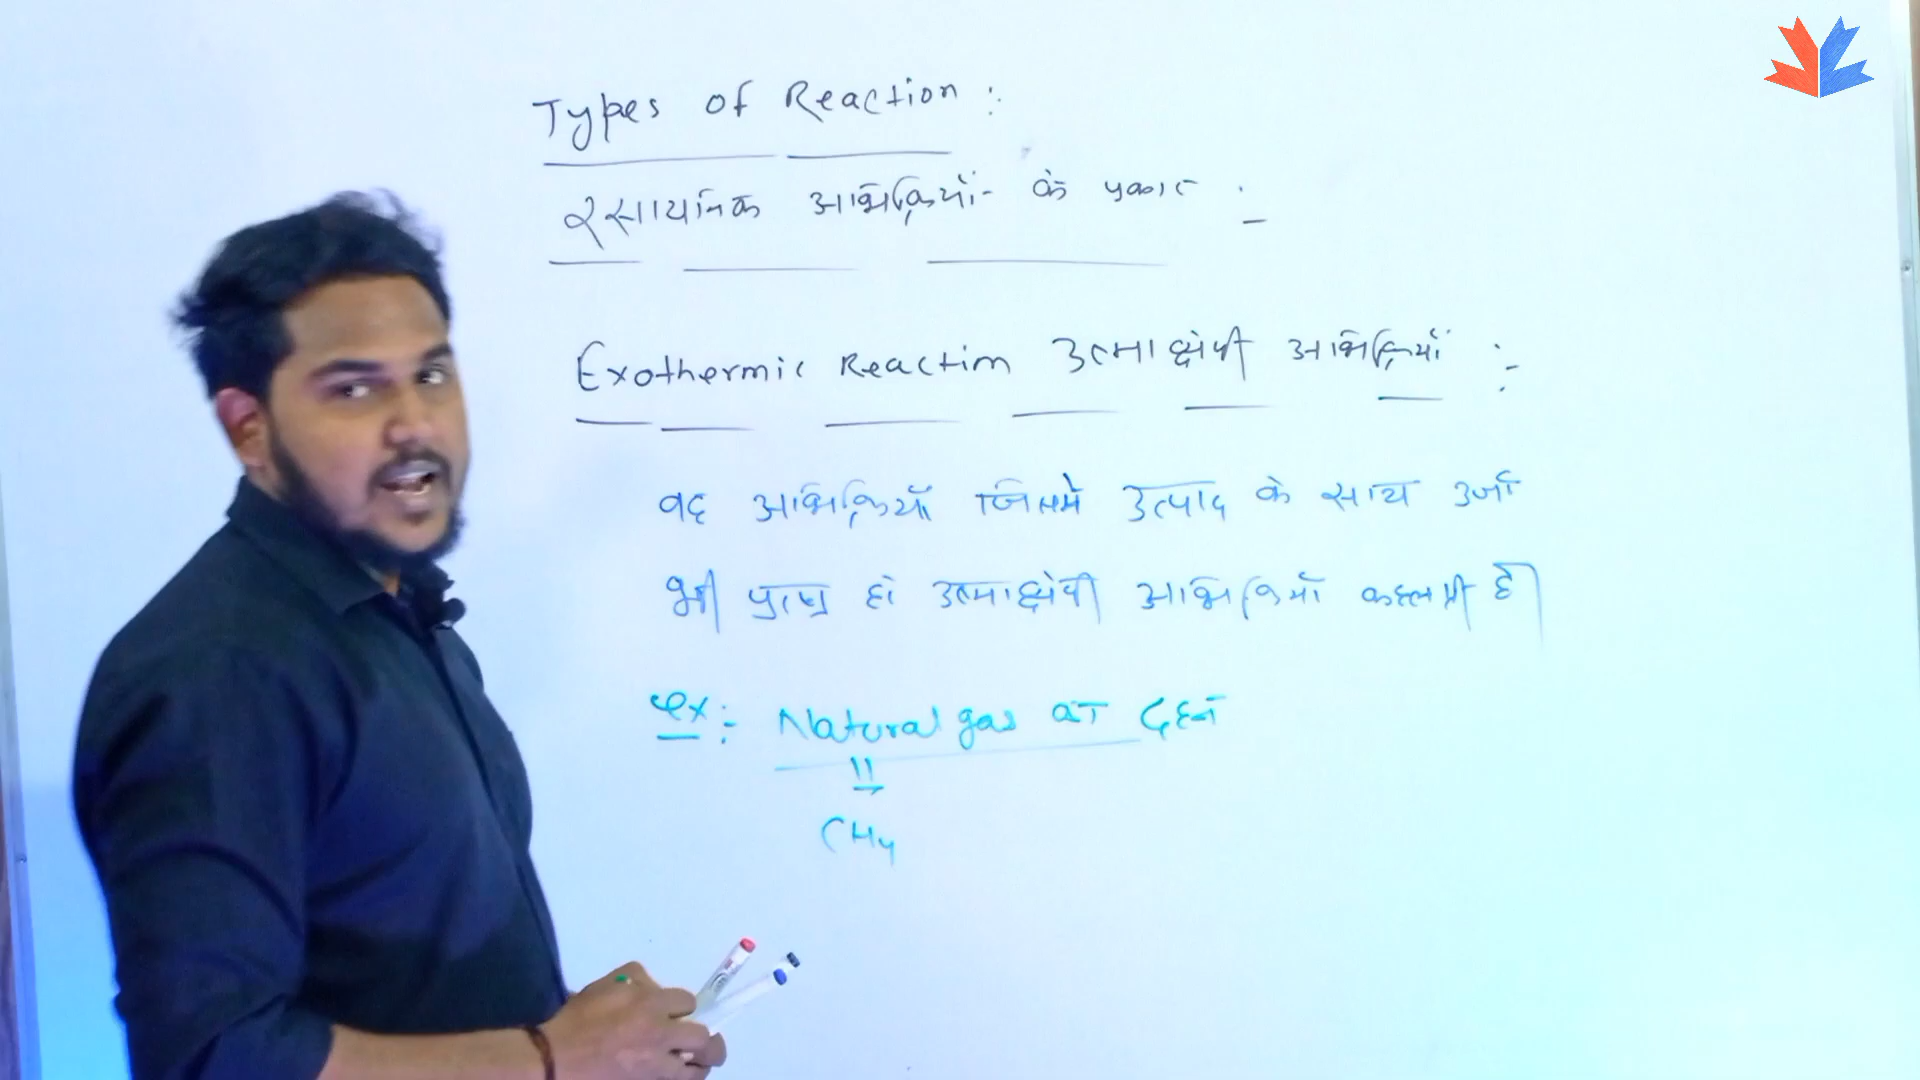 Types of Reaction :
रसायनिक अभिक्रियाँ के प्रकार :-
Exothermic Reaction उत्माक्षेपी अभिक्रियाँ :-
वह अभिक्रियाँ जिसमे उत्पाद के साथ उर्जा
भी प्राप्त हो उत्माक्षेपी अभिक्रियाँ कहलाती है।
ex :- Natural gas का दहन
CH4